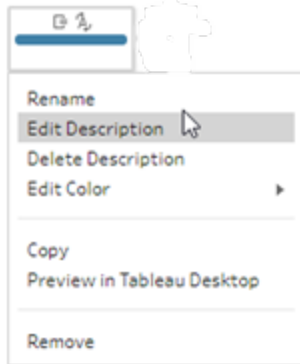 Rename
Edit Description
Delete Description
Edit Color
Copy
Preview in Tableau Desktop
Remove